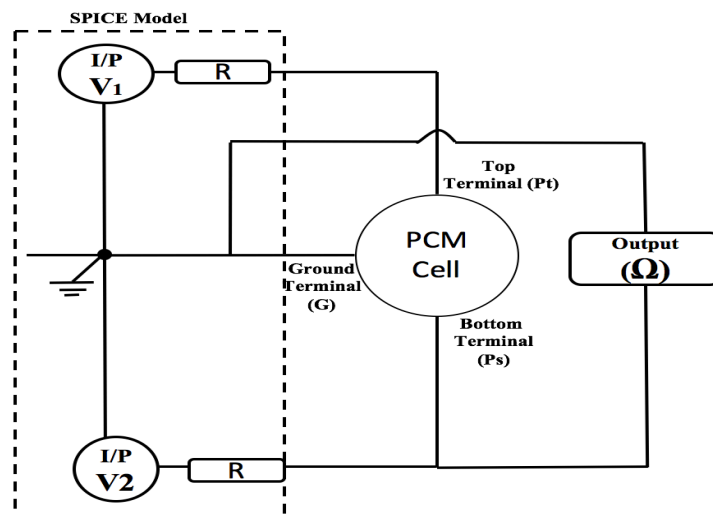 SPICE Model
I/P
V1
R
Top
Terminal (Pt)
PCM
Cell
Ground
Terminal
(G)
Output
(Ω)
Bottom
Terminal
(Ps)
I/P
V2
R